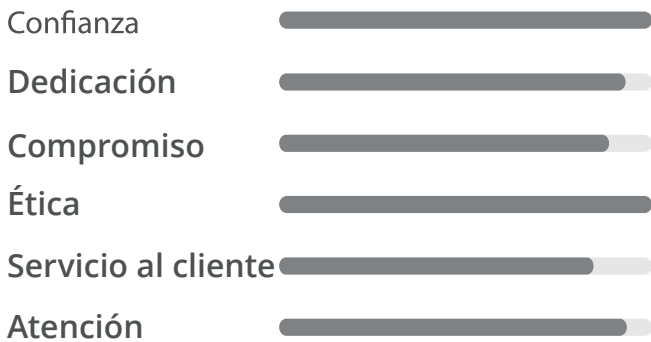 Confianza
Dedicación
Compromiso
Ética
Servicio al cliente
Atención